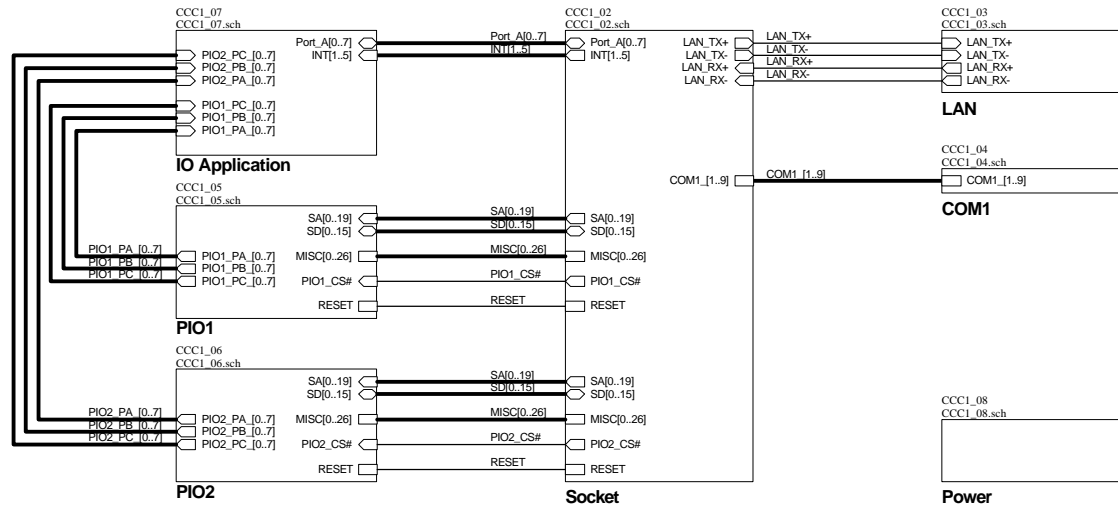 CCC1_07
CCC1_07.sch
PIO2_PC_[0..7]
PIO2_PB_[0..7]
PIO2_PA_[0..7]
PIO1_PC_[0..7]
PIO1_PB_[0..7]
PIO1_PA_[0..7]
Port_A[0..7]
INT[1..5]
IO Application
Port_A[0..7]
INT[1..5]
CCC1_02
CCC1_02.sch
Port_A[0..7]
INT[1..5]
LAN_TX+
LAN_TX-
LAN_RX+
LAN_RX-
LAN_TX+
LAN_TX-
LAN_RX+
LAN_RX-
CCC1_03
CCC1_03.sch
LAN_TX+
LAN_TX-
LAN_RX+
LAN_RX-
LAN
COM1_[1..9]
COM1_[1..9]
CCC1_04
CCC1_04.sch
COM1_[1..9]
COM1
CCC1_05
CCC1_05.sch
PIO1_PA_[0..7]
PIO1_PB_[0..7]
PIO1_PC_[0..7]
PIO1_PA_[0..7]
PIO1_PB_[0..7]
PIO1_PC_[0..7]
SA[0..19]
SD[0..15]
MISC[0..26]
PIO1_CS#
RESET
PIO1
SA[0..19]
SD[0..15]
MISC[0..26]
PIO1_CS#
RESET
SA[0..19]
SD[0..15]
MISC[0..26]
PIO1_CS#
RESET
CCC1_06
CCC1_06.sch
PIO2_PA_[0..7]
PIO2_PB_[0..7]
PIO2_PC_[0..7]
PIO2_PA_[0..7]
PIO2_PB_[0..7]
PIO2_PC_[0..7]
SA[0..19]
SD[0..15]
MISC[0..26]
PIO2_CS#
RESET
PIO2
SA[0..19]
SD[0..15]
MISC[0..26]
PIO2_CS#
RESET
SA[0..19]
SD[0..15]
MISC[0..26]
PIO2_CS#
RESET
Socket
CCC1_08
CCC1_08.sch
Power